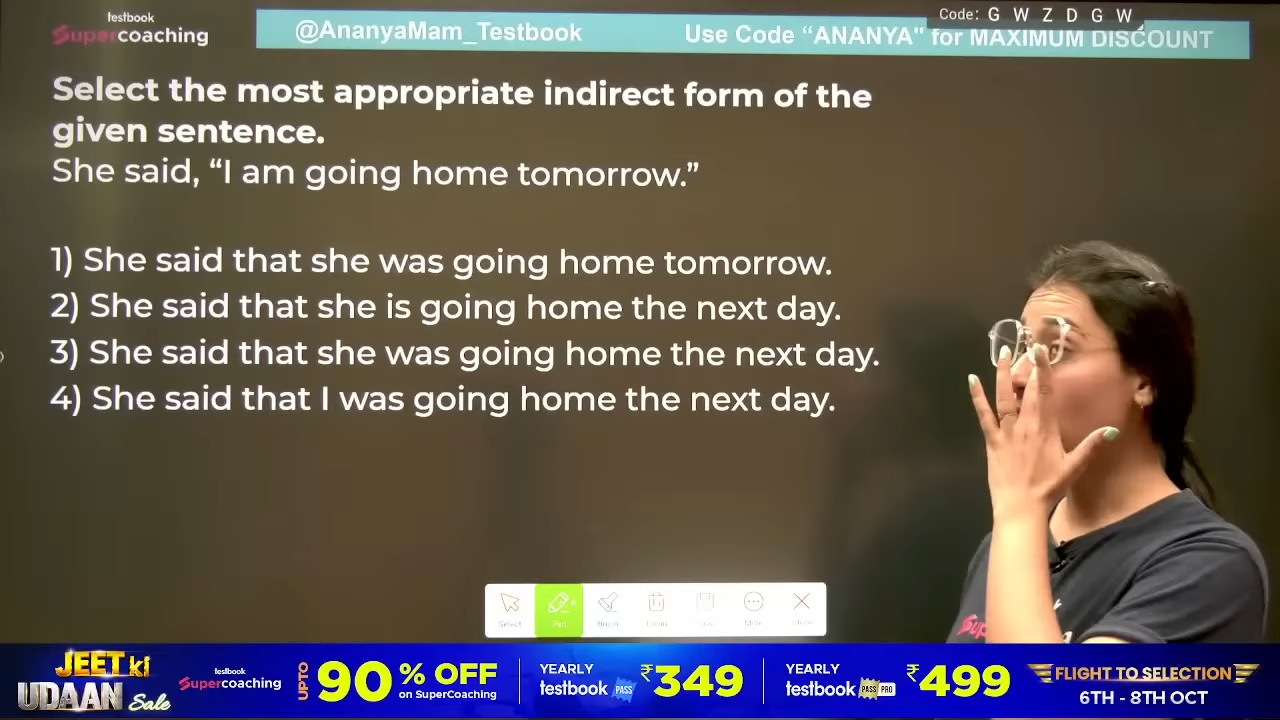 testbook
Supercoaching
@AnanyaMam_Testbook
Use Code “ANANYA" for MAXIMUM DISCOUNT
Code: G W Z D G W
Select the most appropriate indirect form of the
given sentence.
She said, “I am going home tomorrow.”
1) She said that she was going home tomorrow.
2) She said that she is going home the next day.
3) She said that she was going home the next day.
4) She said that I was going home the next day.
Select
Pen
More
Sup
JEET ki
UDAAN Sale
testbook
Supercoaching
UPTO 90% OFF
on SuperCoaching
YEARLY
testbook PASS
₹349
YEARLY
testbook PASS PRO
₹499
FLIGHT TO SELECTION
6TH - 8TH OCT